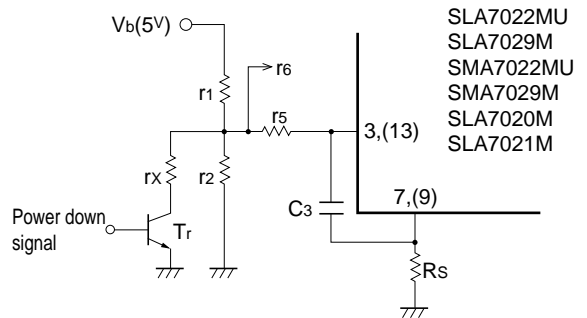 SLA7022MU
SLA7029M
SMA7022MU
SMA7029M
SLA7020M
SLA7021M
Vb(5V)
r6
r1
r5
3,(13)
rX
r2
C3
7,(9)
Power down
signal
Tr
RS